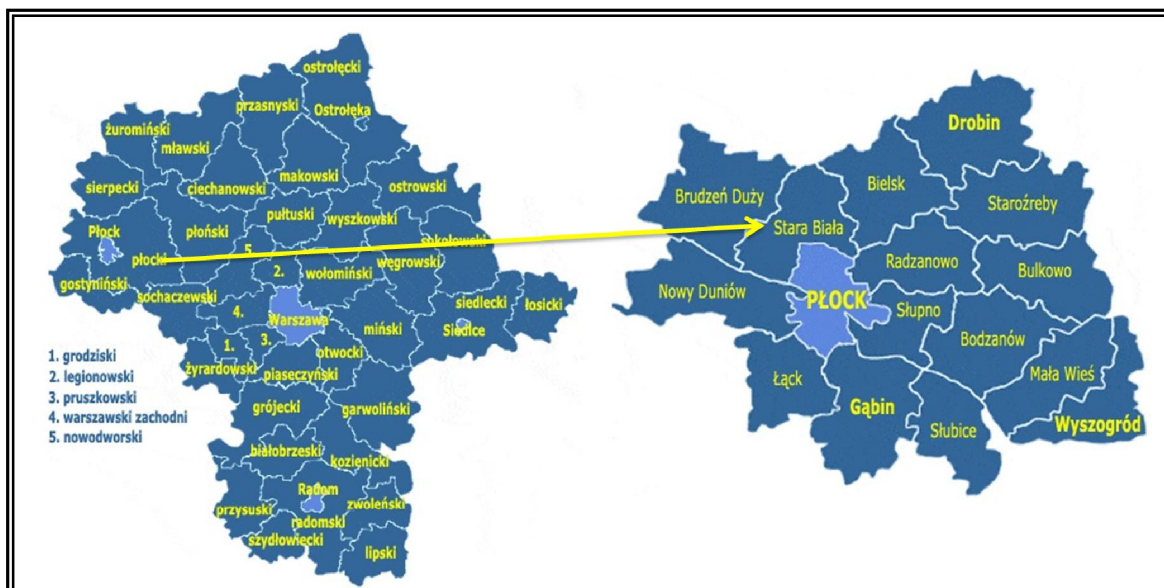 ostrołęcki
przasnyski
Ostrołęka
żuromiński
mławski
makowski
sierpecki
ciechanowski
ostrowski
pułtuski
wyszkowski
Płock
płoński
sokołowski
5.
płocki
węgrowski
2.
wołomiński
gostyniński
sochaczewski
siedlecki
łosicki
4.
Warszawa
miński
Siedlce
1.
3.
otwocki
żyrardowski
piaseczyński
grójecki
garwoliński
białobrzeski
kozienicki
Radom
przysuski
zwoleński
radomski
szydłowiecki
lipski
1. grodziski
2. legionowski
3. pruszkowski
4. warszawski zachodni
5. nowodworski
Drobin
Brudzeń Duży
Bielsk
Staroźreby
Stara Biała
Radzanowo
Bulkowo
Nowy Duniów
PŁOCK
Słupno
Bodzanów
Łąck
Mała Wieś
Gąbin
Słubice
Wyszogród